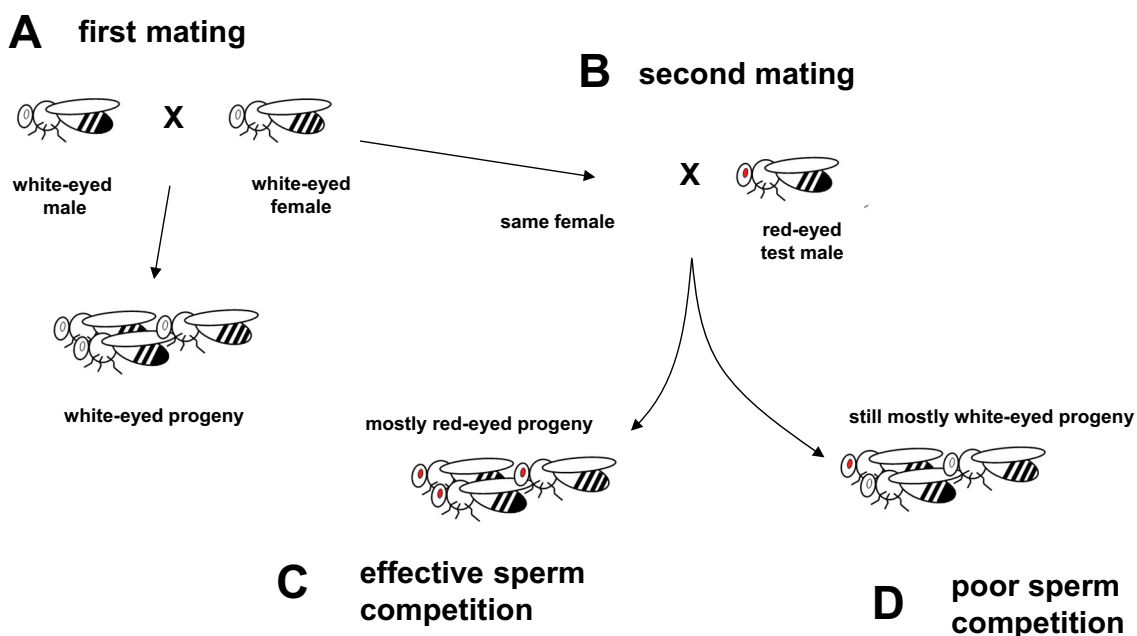 A first mating
B second mating
X
white-eyed
male
white-eyed
female
X
same female
red-eyed
test male
white-eyed progeny
mostly red-eyed progeny
still mostly white-eyed progeny
C effective sperm
competition
D poor sperm
competition